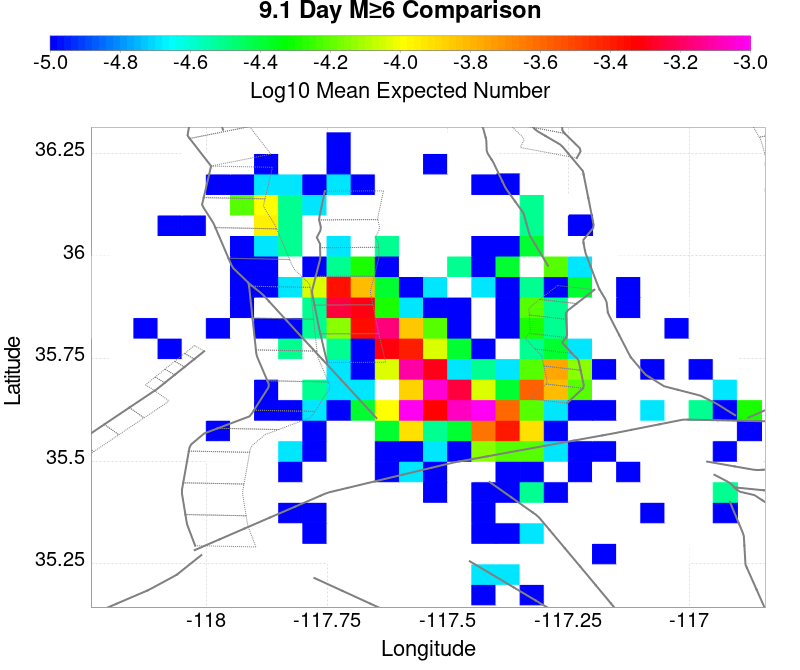 9.1 Day M≥6 Comparison
-5.0 -4.8 -4.6 -4.4 -4.2 -4.0 -3.8 -3.6 -3.4 -3.2 -3.0
Log10 Mean Expected Number
36.25
36
35.75
35.5
35.25
Latitude
-118 -117.75 -117.5 -117.25 -117
Longitude